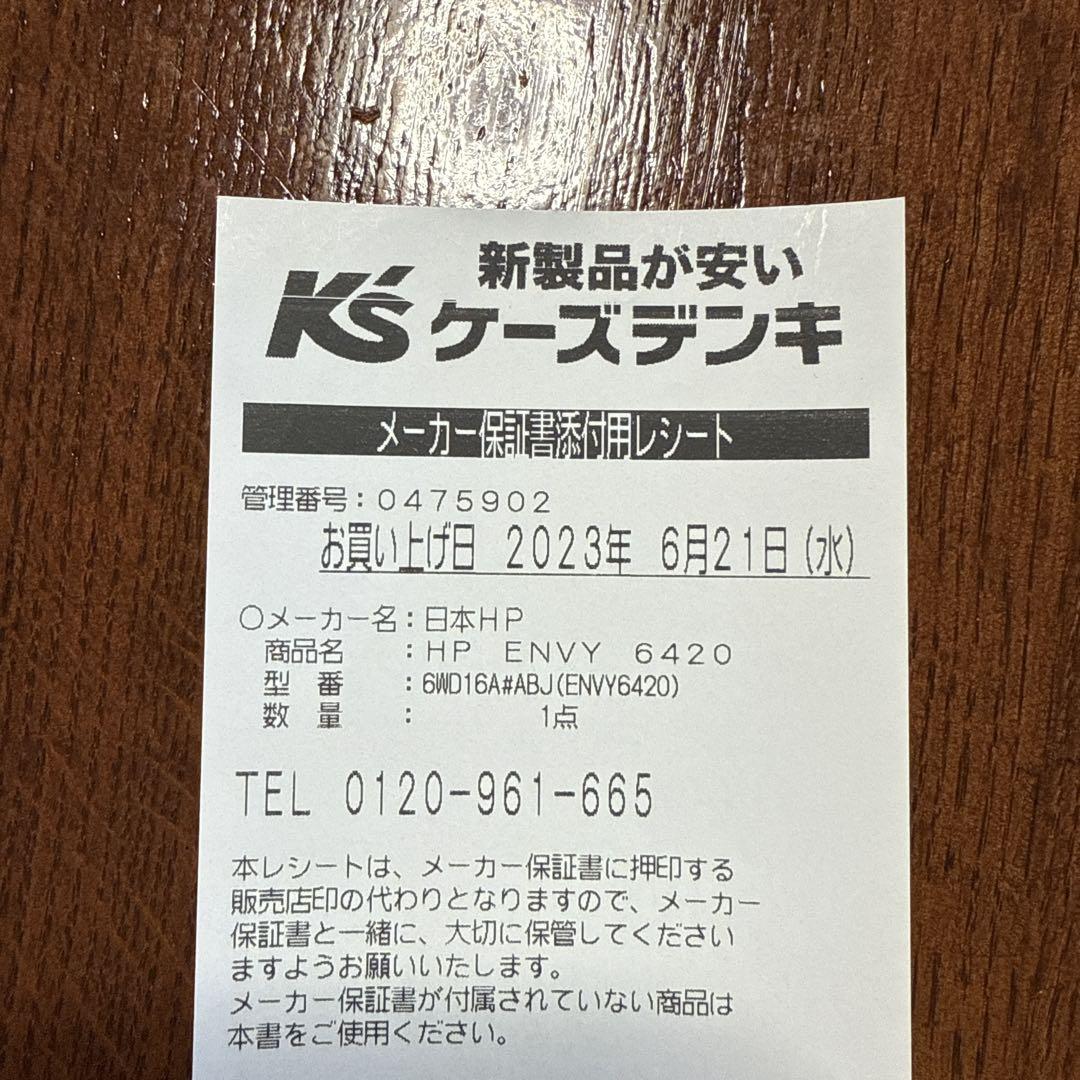 新製品が安い
K's ケーズデンキ
メーカー保証書添付用レシート
管理番号：０４７５９０２
お買い上げ日 2023年 6月21日（水）
○メーカー名：日本ＨＰ
商品名 ：ＨＰ ＥＮＶＹ ６４２０
型 番 ：6WD16A#ABJ(ENVY6420)
数 量 ： 1点
TEL 0120-961-665
本レシートは、メーカー保証書に押印する
販売店印の代わりとなりますので、メーカー
保証書と一緒に、大切に保管してください
ますようお願いいたします。
メーカー保証書が付属されていない商品は
本書をご使用ください。